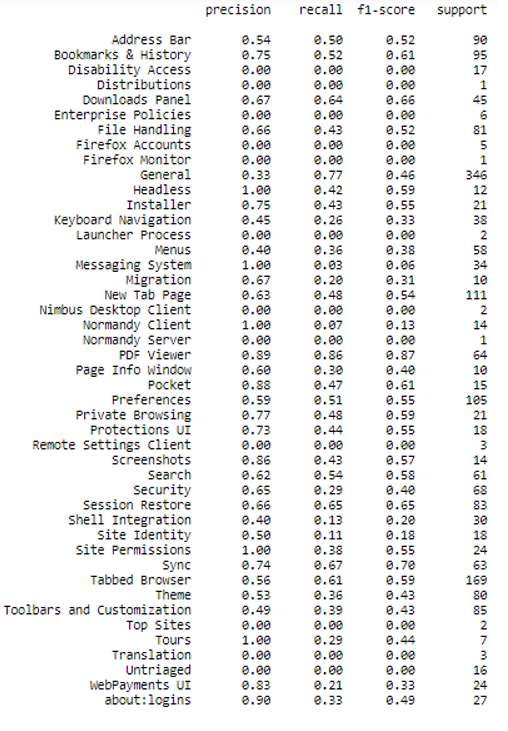 precision recall f1-score support
Address Bar 0.54 0.50 0.52 90
Bookmarks & History 0.75 0.52 0.61 95
Disability Access 0.00 0.00 0.00 17
Distributions 0.00 0.00 0.00 1
Downloads Panel 0.67 0.64 0.66 45
Enterprise Policies 0.00 0.00 0.00 6
File Handling 0.66 0.43 0.52 81
Firefox Accounts 0.00 0.00 0.00 5
Firefox Monitor 0.00 0.00 0.00 1
General 0.33 0.77 0.46 346
Headless 1.00 0.42 0.59 12
Installer 0.75 0.43 0.55 21
Keyboard Navigation 0.45 0.26 0.33 38
Launcher Process 0.00 0.00 0.00 2
Menus 0.40 0.36 0.38 58
Messaging System 1.00 0.03 0.06 34
Migration 0.67 0.20 0.31 10
New Tab Page 0.63 0.48 0.54 111
Nimbus Desktop Client 0.00 0.00 0.00 2
Normandy Client 1.00 0.07 0.13 14
Normandy Server 0.00 0.00 0.00 1
PDF Viewer 0.89 0.86 0.87 64
Page Info Window 0.60 0.30 0.40 10
Pocket 0.88 0.47 0.61 15
Preferences 0.59 0.51 0.55 105
Private Browsing 0.77 0.48 0.59 21
Protections UI 0.73 0.44 0.55 18
Remote Settings Client 0.00 0.00 0.00 3
Screenshots 0.86 0.43 0.57 14
Search 0.62 0.54 0.58 61
Security 0.65 0.29 0.40 68
Session Restore 0.66 0.65 0.65 83
Shell Integration 0.40 0.13 0.20 30
Site Identity 0.50 0.11 0.18 18
Site Permissions 1.00 0.38 0.55 24
Sync 0.74 0.67 0.70 63
Tabbed Browser 0.56 0.61 0.59 169
Theme 0.53 0.36 0.43 80
Toolbars and Customization 0.49 0.39 0.43 85
Top Sites 0.00 0.00 0.00 2
Tours 1.00 0.29 0.44 7
Translation 0.00 0.00 0.00 3
Untriaged 0.00 0.00 0.00 16
WebPayments UI 0.83 0.21 0.33 24
about:logins 0.90 0.33 0.49 27